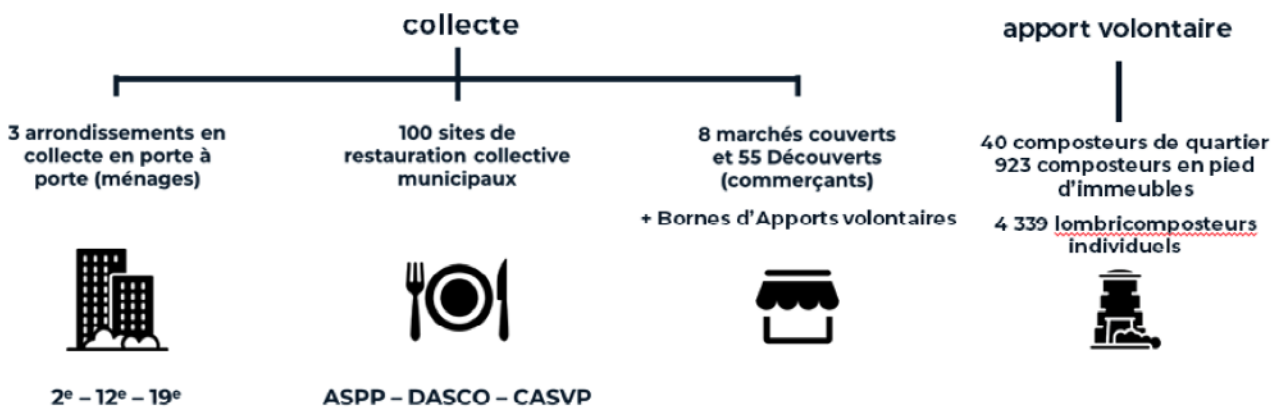 collecte
3 arrondissements en
collecte en porte à
porte (ménages)
2e – 12e – 19e
100 sites de
restauration collective
municipaux
ASPP – DASCO – CASVP
8 marchés couverts
et 55 Découverts
(commerçants)
+ Bornes d'Apports volontaires
apport volontaire
40 composteurs de quartier
923 composteurs en pied
d'immeubles
4 339 lombricomposteurs
individuels